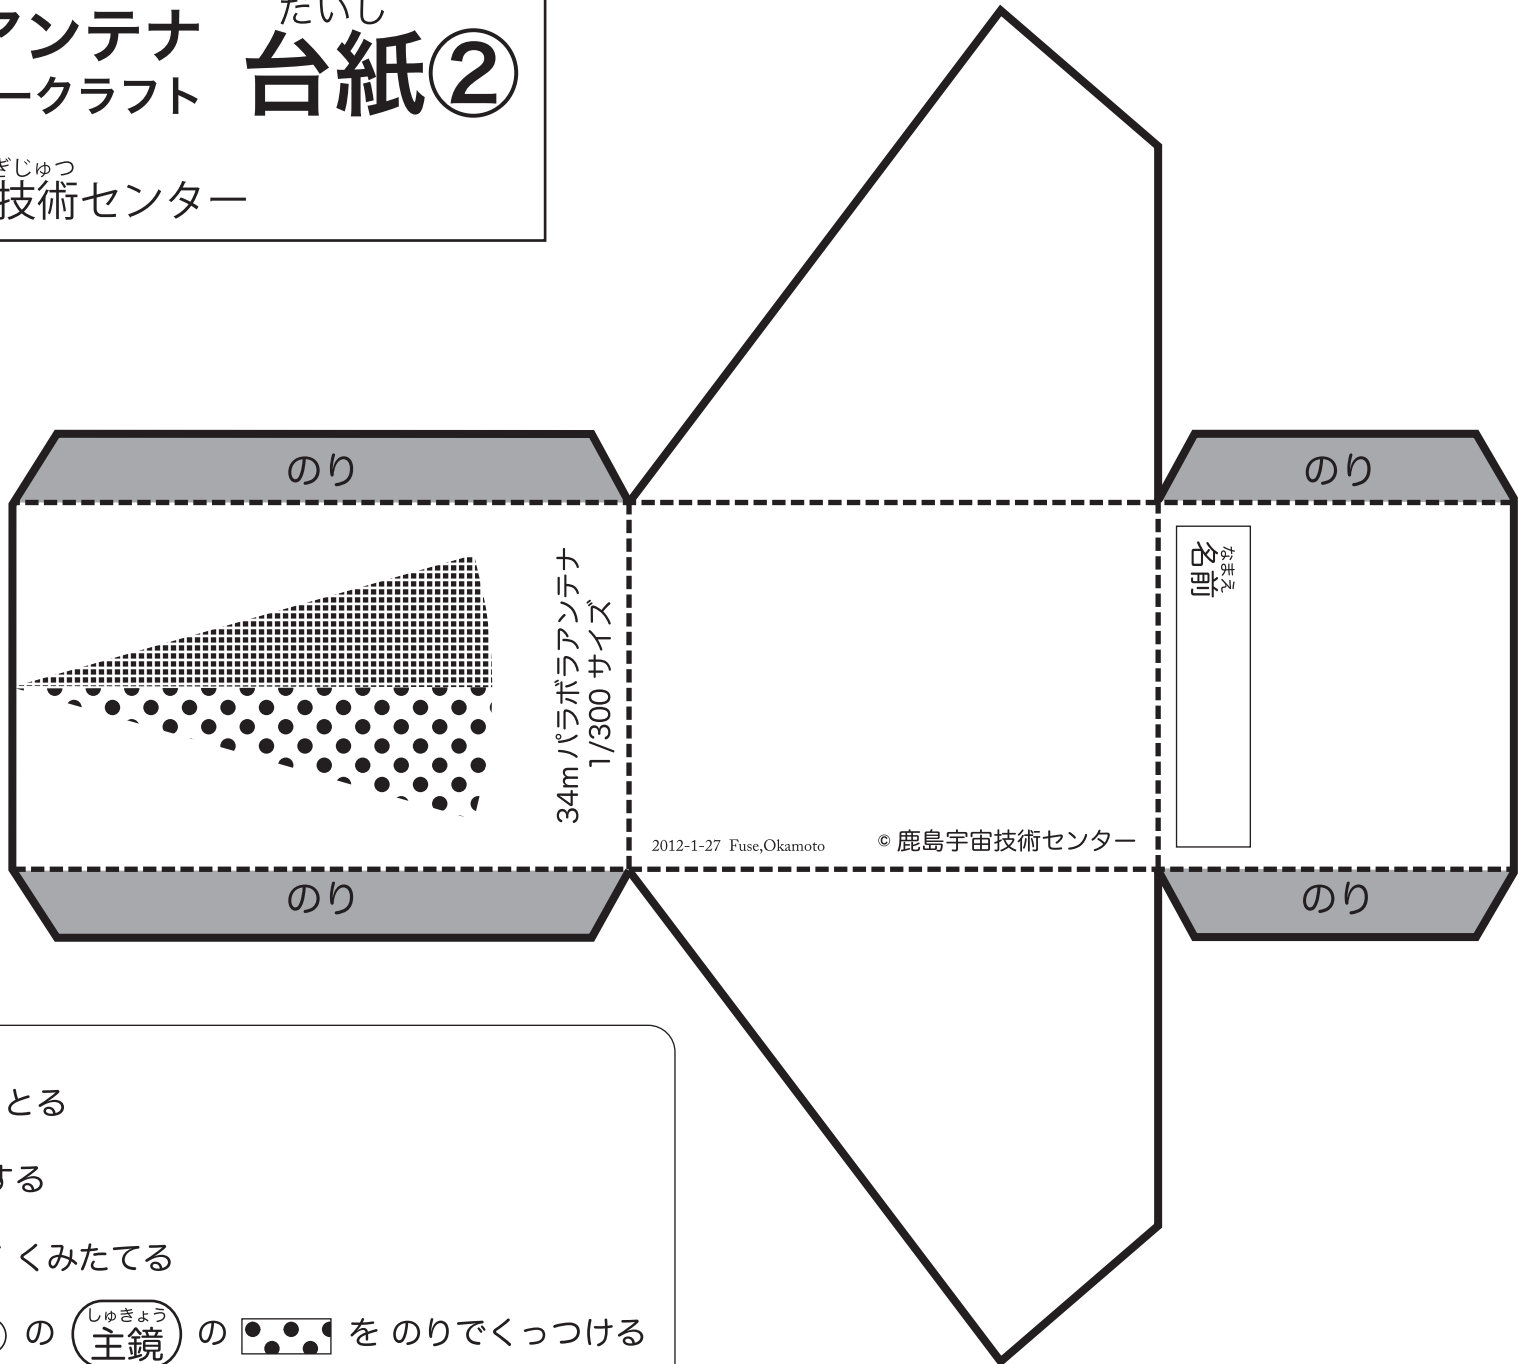 アンテナ
ークラフト
たいし
台紙②
ぎじゅつ
技術センター
のり
のり
34m パラボラアンテナ
1/300 サイズ
なまえ
名前
2012-1-27 Fuse,Okamoto
© 鹿島宇宙技術センター
のり
のり
とる
する
くみたてる
しゅきょう
の 主鏡 の を のりでくっつける